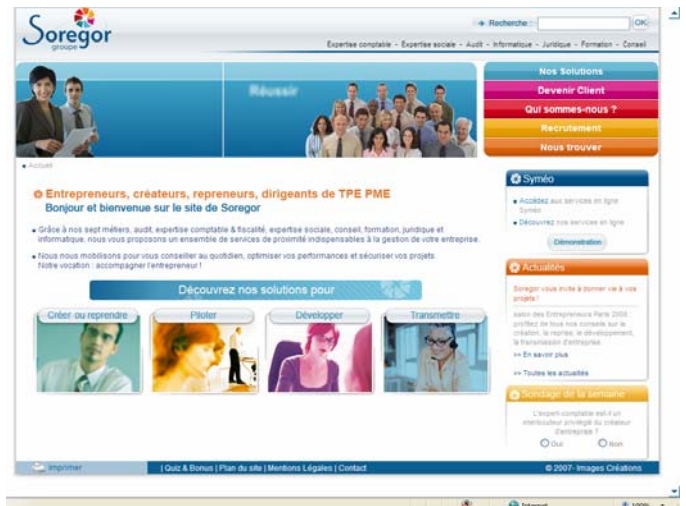 Soregor
groupe
Recherche :
OK
Expertise comptable - Expertise sociale - Audit - Informatique - Juridique - Formation - Conseil
Réussir
Nos Solutions
Devenir Client
Qui sommes-nous ?
Recrutement
Nous trouver
Accueil
Entrepreneurs, créateurs, repreneurs, dirigeants de TPE PME
Bonjour et bienvenue sur le site de Soregor
Grâce à nos sept métiers, audit, expertise comptable & fiscalité, expertise sociale, conseil, formation, juridique et
informatique, nous vous proposons un ensemble de services de proximité indispensables à la gestion de votre entreprise.
Nous nous mobilisons pour vous conseiller au quotidien, optimiser vos performances et sécuriser vos projets.
Notre vocation : accompagner l'entrepreneur !
Découvrez nos solutions pour
Créer ou reprendre
Piloter
Développer
Transmettre
Syméo
Accédez aux services en ligne
Syméo
Découvrez nos services en ligne
Démonstration
Actualités
Soregor vous invite à donner vie à vos
projets !
salon des Entrepreneurs Paris 2008 :
profitez de tous nos conseils sur la
création, la reprise, le développement,
la transmission d'entreprise.
>> En savoir plus
>> Toutes les actualités
Sondage de la semaine
L'expert comptable est-il un
interlocuteur privilégié du créateur
d'entreprise ?
Oui
Non
imprimer
| Quiz & Bonus | Plan du site | Mentions Légales | Contact
© 2007- Images Créations
Internet
100%